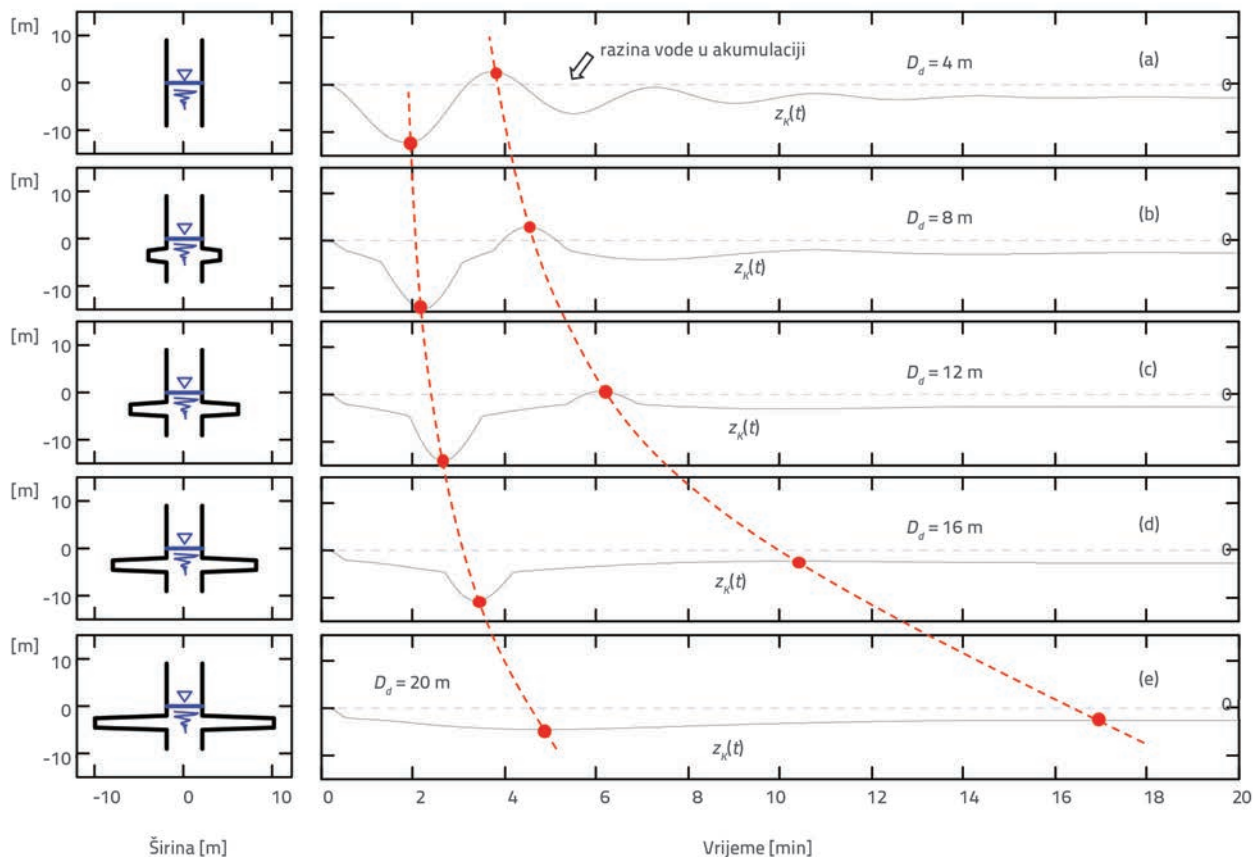 [m] 10 0 -10
razina vode u akumulaciji
D_d = 4 m (a)
z_K(t)
0
[m] 10 0 -10
D_d = 8 m (b)
z_K(t)
0
[m] 10 0 -10
D_d = 12 m (c)
z_K(t)
0
[m] 10 0 -10
D_d = 16 m (d)
z_K(t)
0
[m] 10 0 -10
D_d = 20 m (e)
z_K(t)
0
-10 0 10
0 2 4 6 8 10 12 14 16 18 20
Širina [m]
Vrijeme [min]